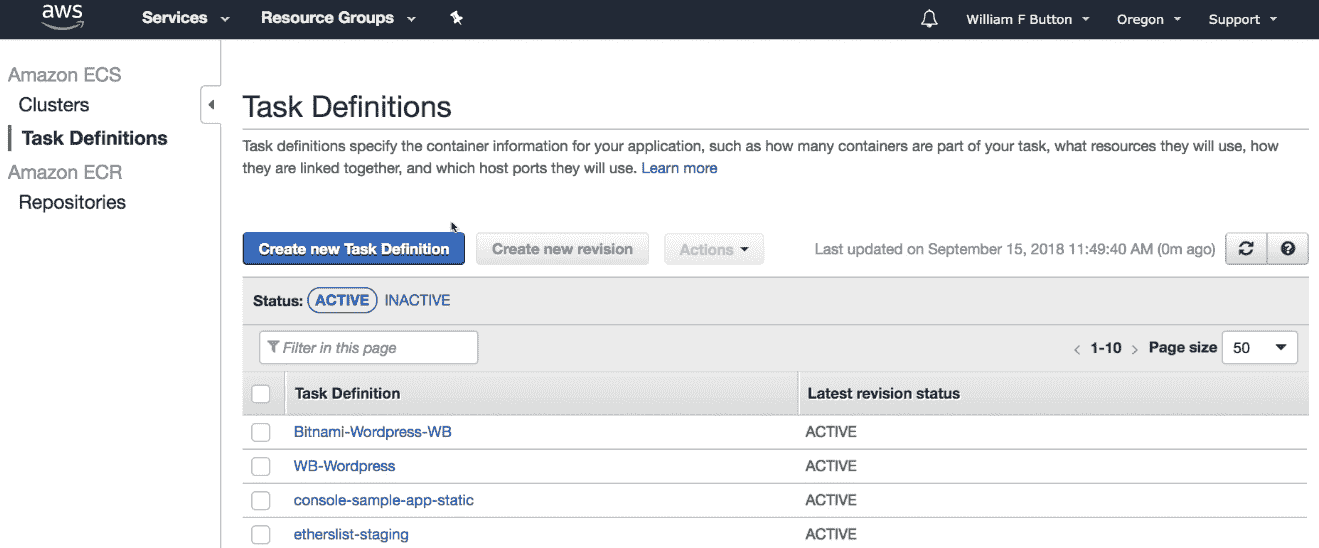 aws Services Resource Groups William F Button Oregon Support
Amazon ECS
Clusters
Task Definitions
Amazon ECR
Repositories
Task Definitions
Task definitions specify the container information for your application, such as how many containers are part of your task, what resources they will use, how
they are linked together, and which host ports they will use. Learn more
Create new Task Definition Create new revision Actions Last updated on September 15, 2018 11:49:40 AM (0m ago)
Status: ACTIVE INACTIVE
Filter in this page < 1-10 > Page size 50
Task Definition Latest revision status
Bitnami-Wordpress-WB ACTIVE
WB-Wordpress ACTIVE
console-sample-app-static ACTIVE
etherslist-staging ACTIVE